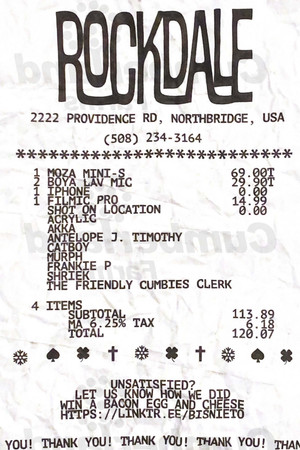 ROCKDALE
2222 PROVIDENCE RD, NORTHBRIDGE, USA
(508) 234-3164
********************************
1 MOZA MINI-S 69.00T
2 BOYA LAV MIC 29.90T
1 IPHONE 0.00
1 FILMIC PRO 14.99
SHOT ON LOCATION 0.00
ACRYLIC
AKKA
ANTELOPE J. TIMOTHY
CATBOY
MURPH
FRANKIE P
SHRIEK
THE FRIENDLY CUMBIES CLERK
4 ITEMS
SUBTOTAL 113.89
MA 6.25% TAX 6.18
TOTAL 120.07
UNSATISFIED?
LET US KNOW HOW WE DID
WIN A BACON EGG AND CHEESE
HTTPS://LINKTR.EE/BISNIETO
YOU! THANK YOU! THANK YOU! THANK YOU! THAN